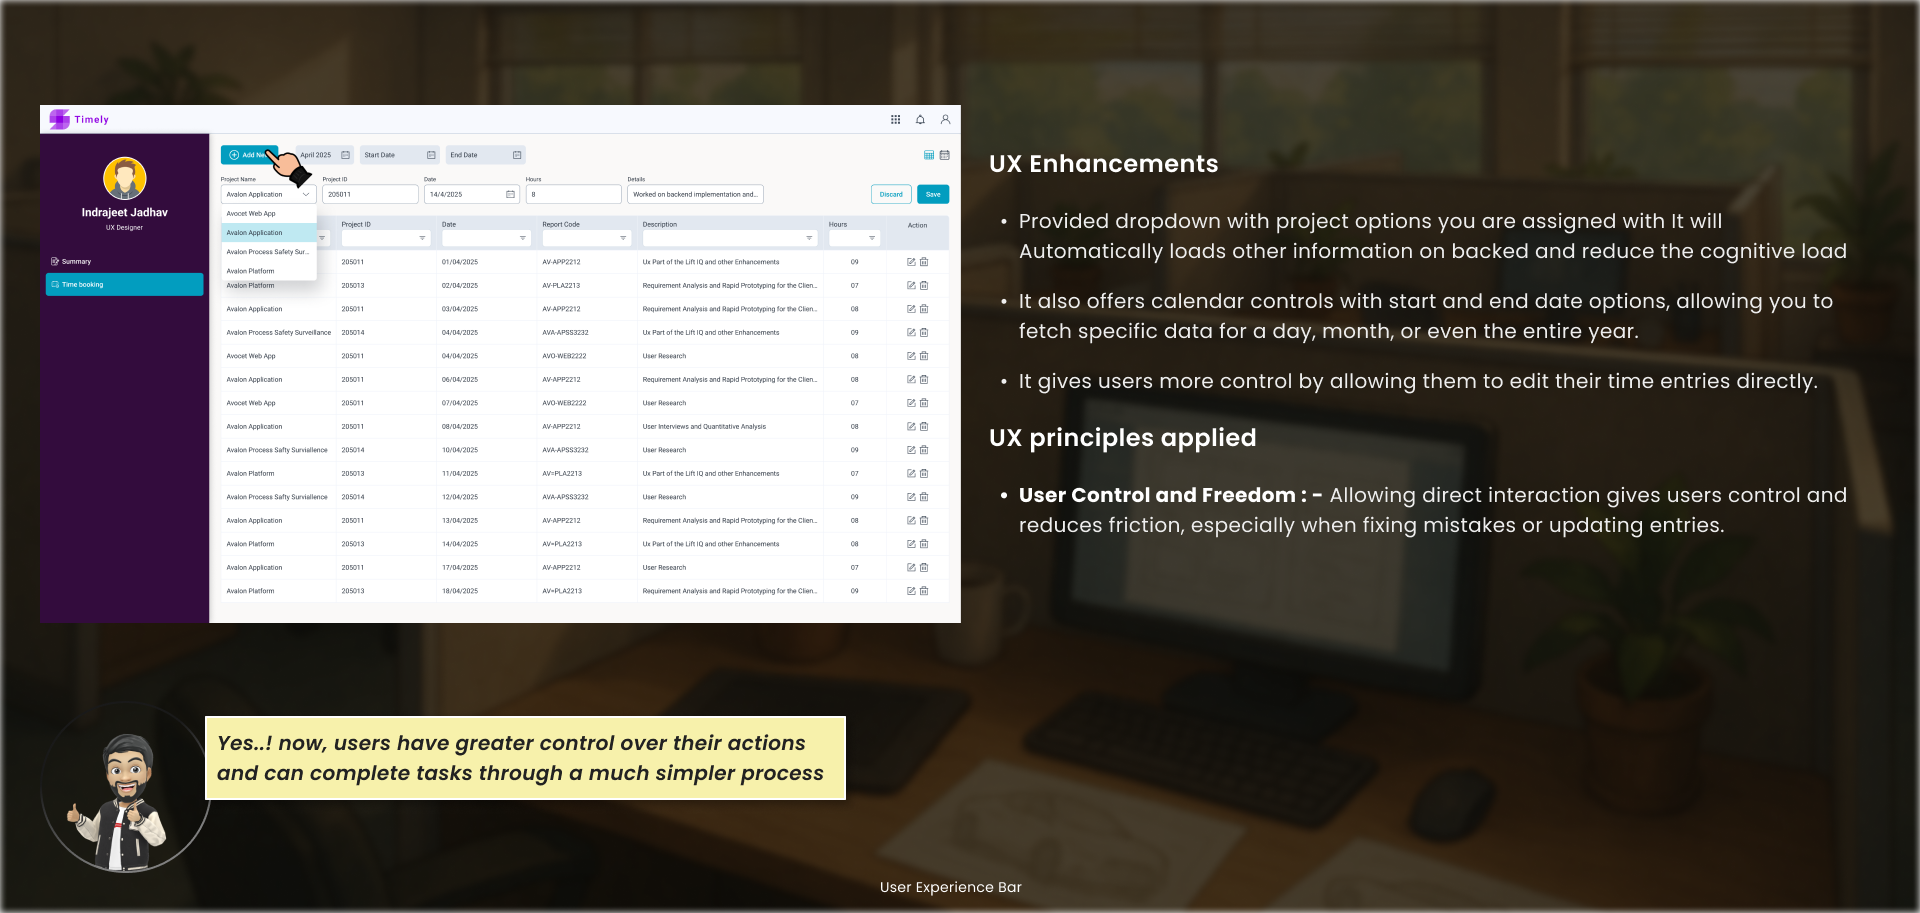 Timely
Indrajeet Jadhav
UX Designer
Summary
Time booking
Add Ne
April 2025
Start Date
End Date
Project Name
Project ID
Date
Hours
Details
Avalon Application
205011
14/4/2025
8
Worked on backend implementation and...
Discard
Save
Avocet Web App
Avalon Application
Avalon Process Safety Sur...
Avalon Platform
Project ID Date Report Code Description Hours Action
205011 01/04/2025 AV-APP2212 Ux Part of the Lift IQ and other Enhancements 09
Avalon Platform 205013 02/04/2025 AV-PLA2213 Requirement Analysis and Rapid Prototyping for the Clien... 07
Avalon Application 205011 03/04/2025 AV-APP2212 Requirement Analysis and Rapid Prototyping for the Clien... 08
Avalon Process Safety Surveillance 205014 04/04/2025 AVA-APSS3232 Ux Part of the Lift IQ and other Enhancements 09
Avocet Web App 205011 04/04/2025 AVO-WEB2222 User Research 08
Avalon Application 205011 06/04/2025 AV-APP2212 Requirement Analysis and Rapid Prototyping for the Clien... 08
Avocet Web App 205011 07/04/2025 AVO-WEB2222 User Research 07
Avalon Application 205011 08/04/2025 AV-APP2212 User Interviews and Quantitative Analysis 08
Avalon Process Safty Surviallence 205014 10/04/2025 AVA-APSS3232 User Research 09
Avalon Platform 205013 11/04/2025 AV=PLA2213 Ux Part of the Lift IQ and other Enhancements 07
Avalon Process Safty Surviallence 205014 12/04/2025 AVA-APSS3232 User Research 09
Avalon Application 205011 13/04/2025 AV-APP2212 Requirement Analysis and Rapid Prototyping for the Clien... 08
Avalon Platform 205013 14/04/2025 AV=PLA2213 Ux Part of the Lift IQ and other Enhancements 08
Avalon Application 205011 17/04/2025 AV-APP2212 User Research 07
Avalon Platform 205013 18/04/2025 AV=PLA2213 Requirement Analysis and Rapid Prototyping for the Clien... 09
UX Enhancements
• Provided dropdown with project options you are assigned with It will
Automatically loads other information on backed and reduce the cognitive load
• It also offers calendar controls with start and end date options, allowing you to
fetch specific data for a day, month, or even the entire year.
• It gives users more control by allowing them to edit their time entries directly.
UX principles applied
• User Control and Freedom : - Allowing direct interaction gives users control and
reduces friction, especially when fixing mistakes or updating entries.
Yes..! now, users have greater control over their actions
and can complete tasks through a much simpler process
User Experience Bar